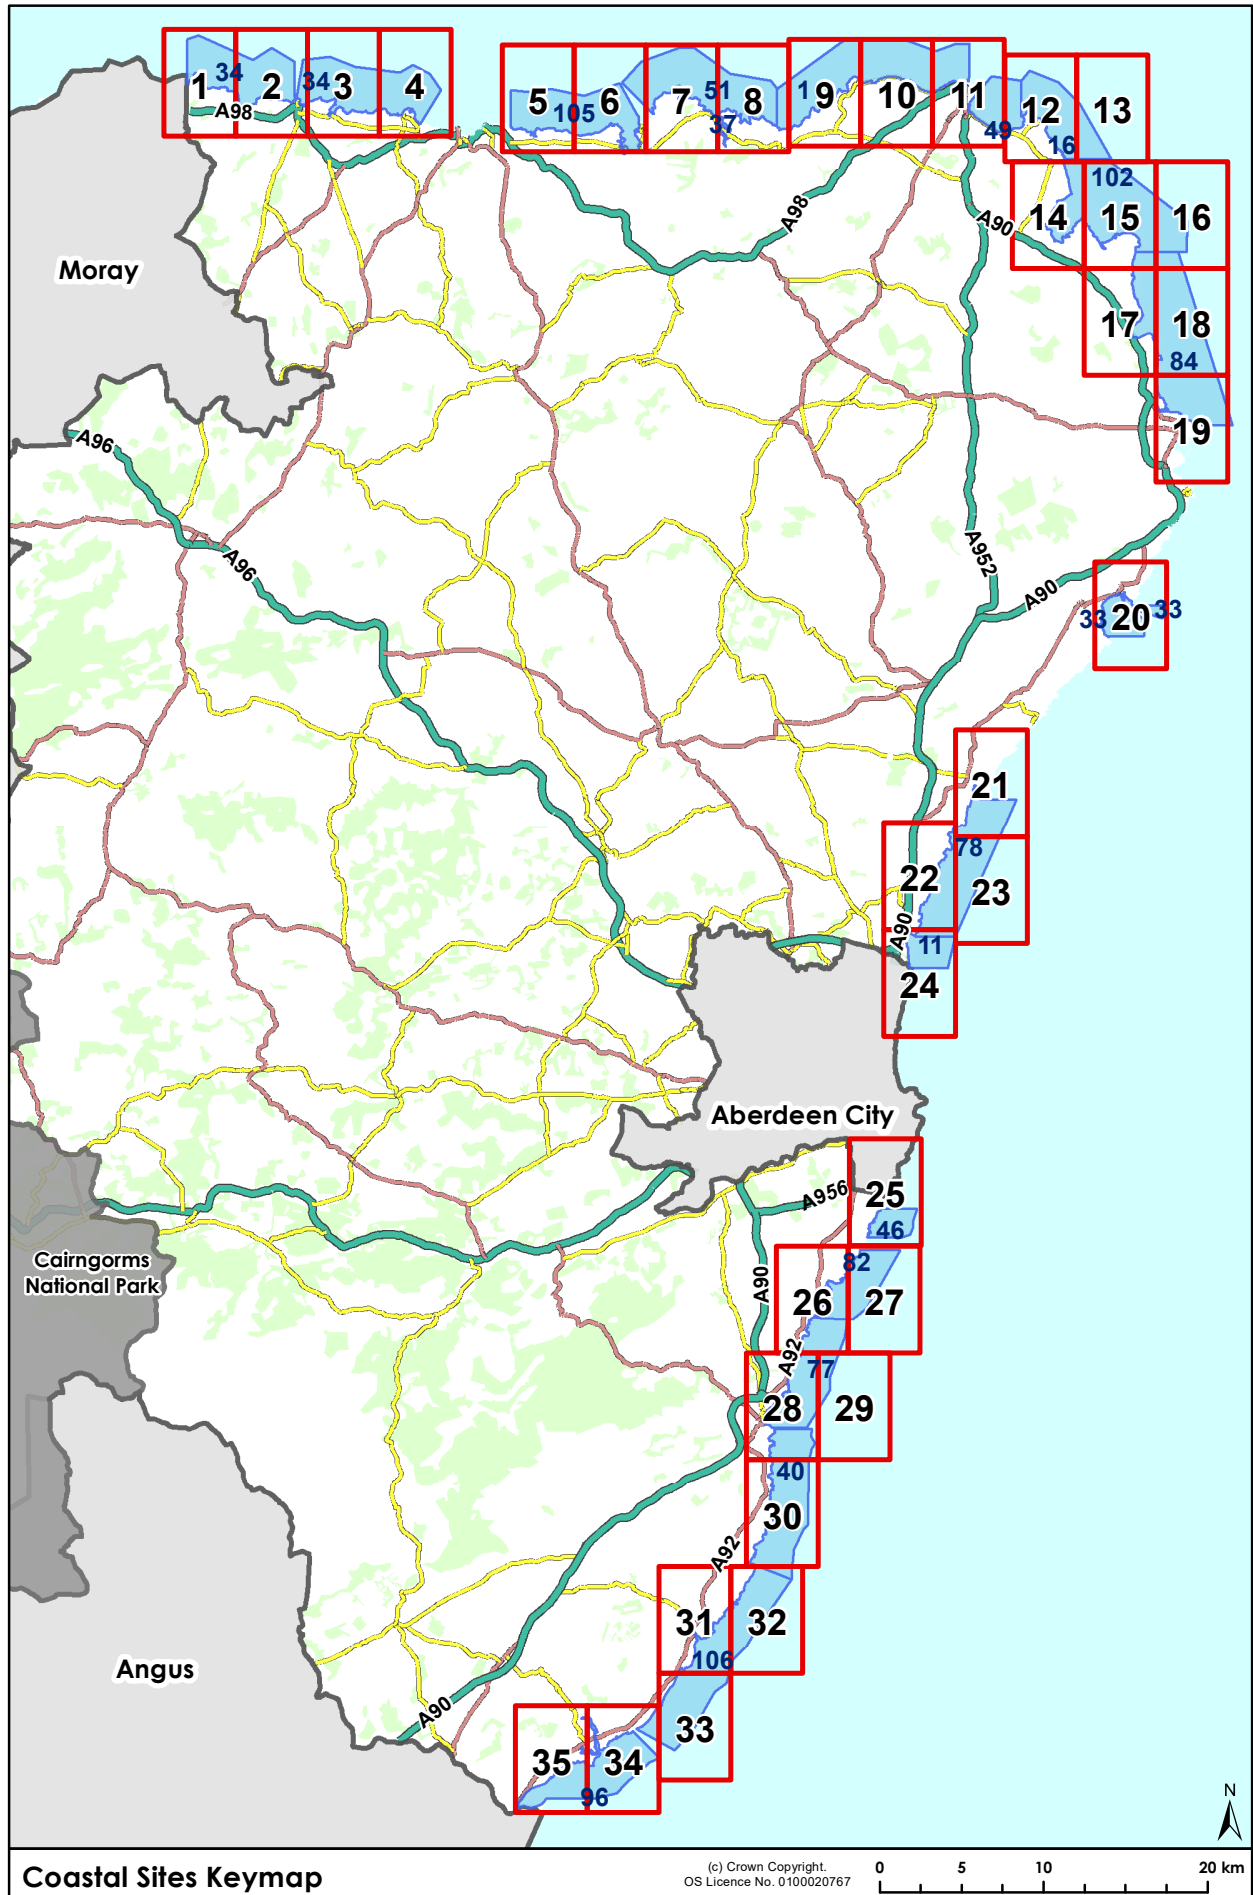 1
34
2
34
3
4
A98
5
105
6
7
51
37
8
1
9
10
11
49
12
16
13
102
14
15
16
A98
A90
17
18
84
19
Moray
A96
A96
A952
A90
33
20
33
21
78
22
23
A90
11
24
Aberdeen City
A956
25
46
82
Cairngorms
National Park
A90
26
27
A92
77
28
29
40
30
A92
31
32
106
Angus
A90
33
35
34
96
N
Coastal Sites Keymap
(c) Crown Copyright.
OS Licence No. 0100020767
0 5 10 20 km